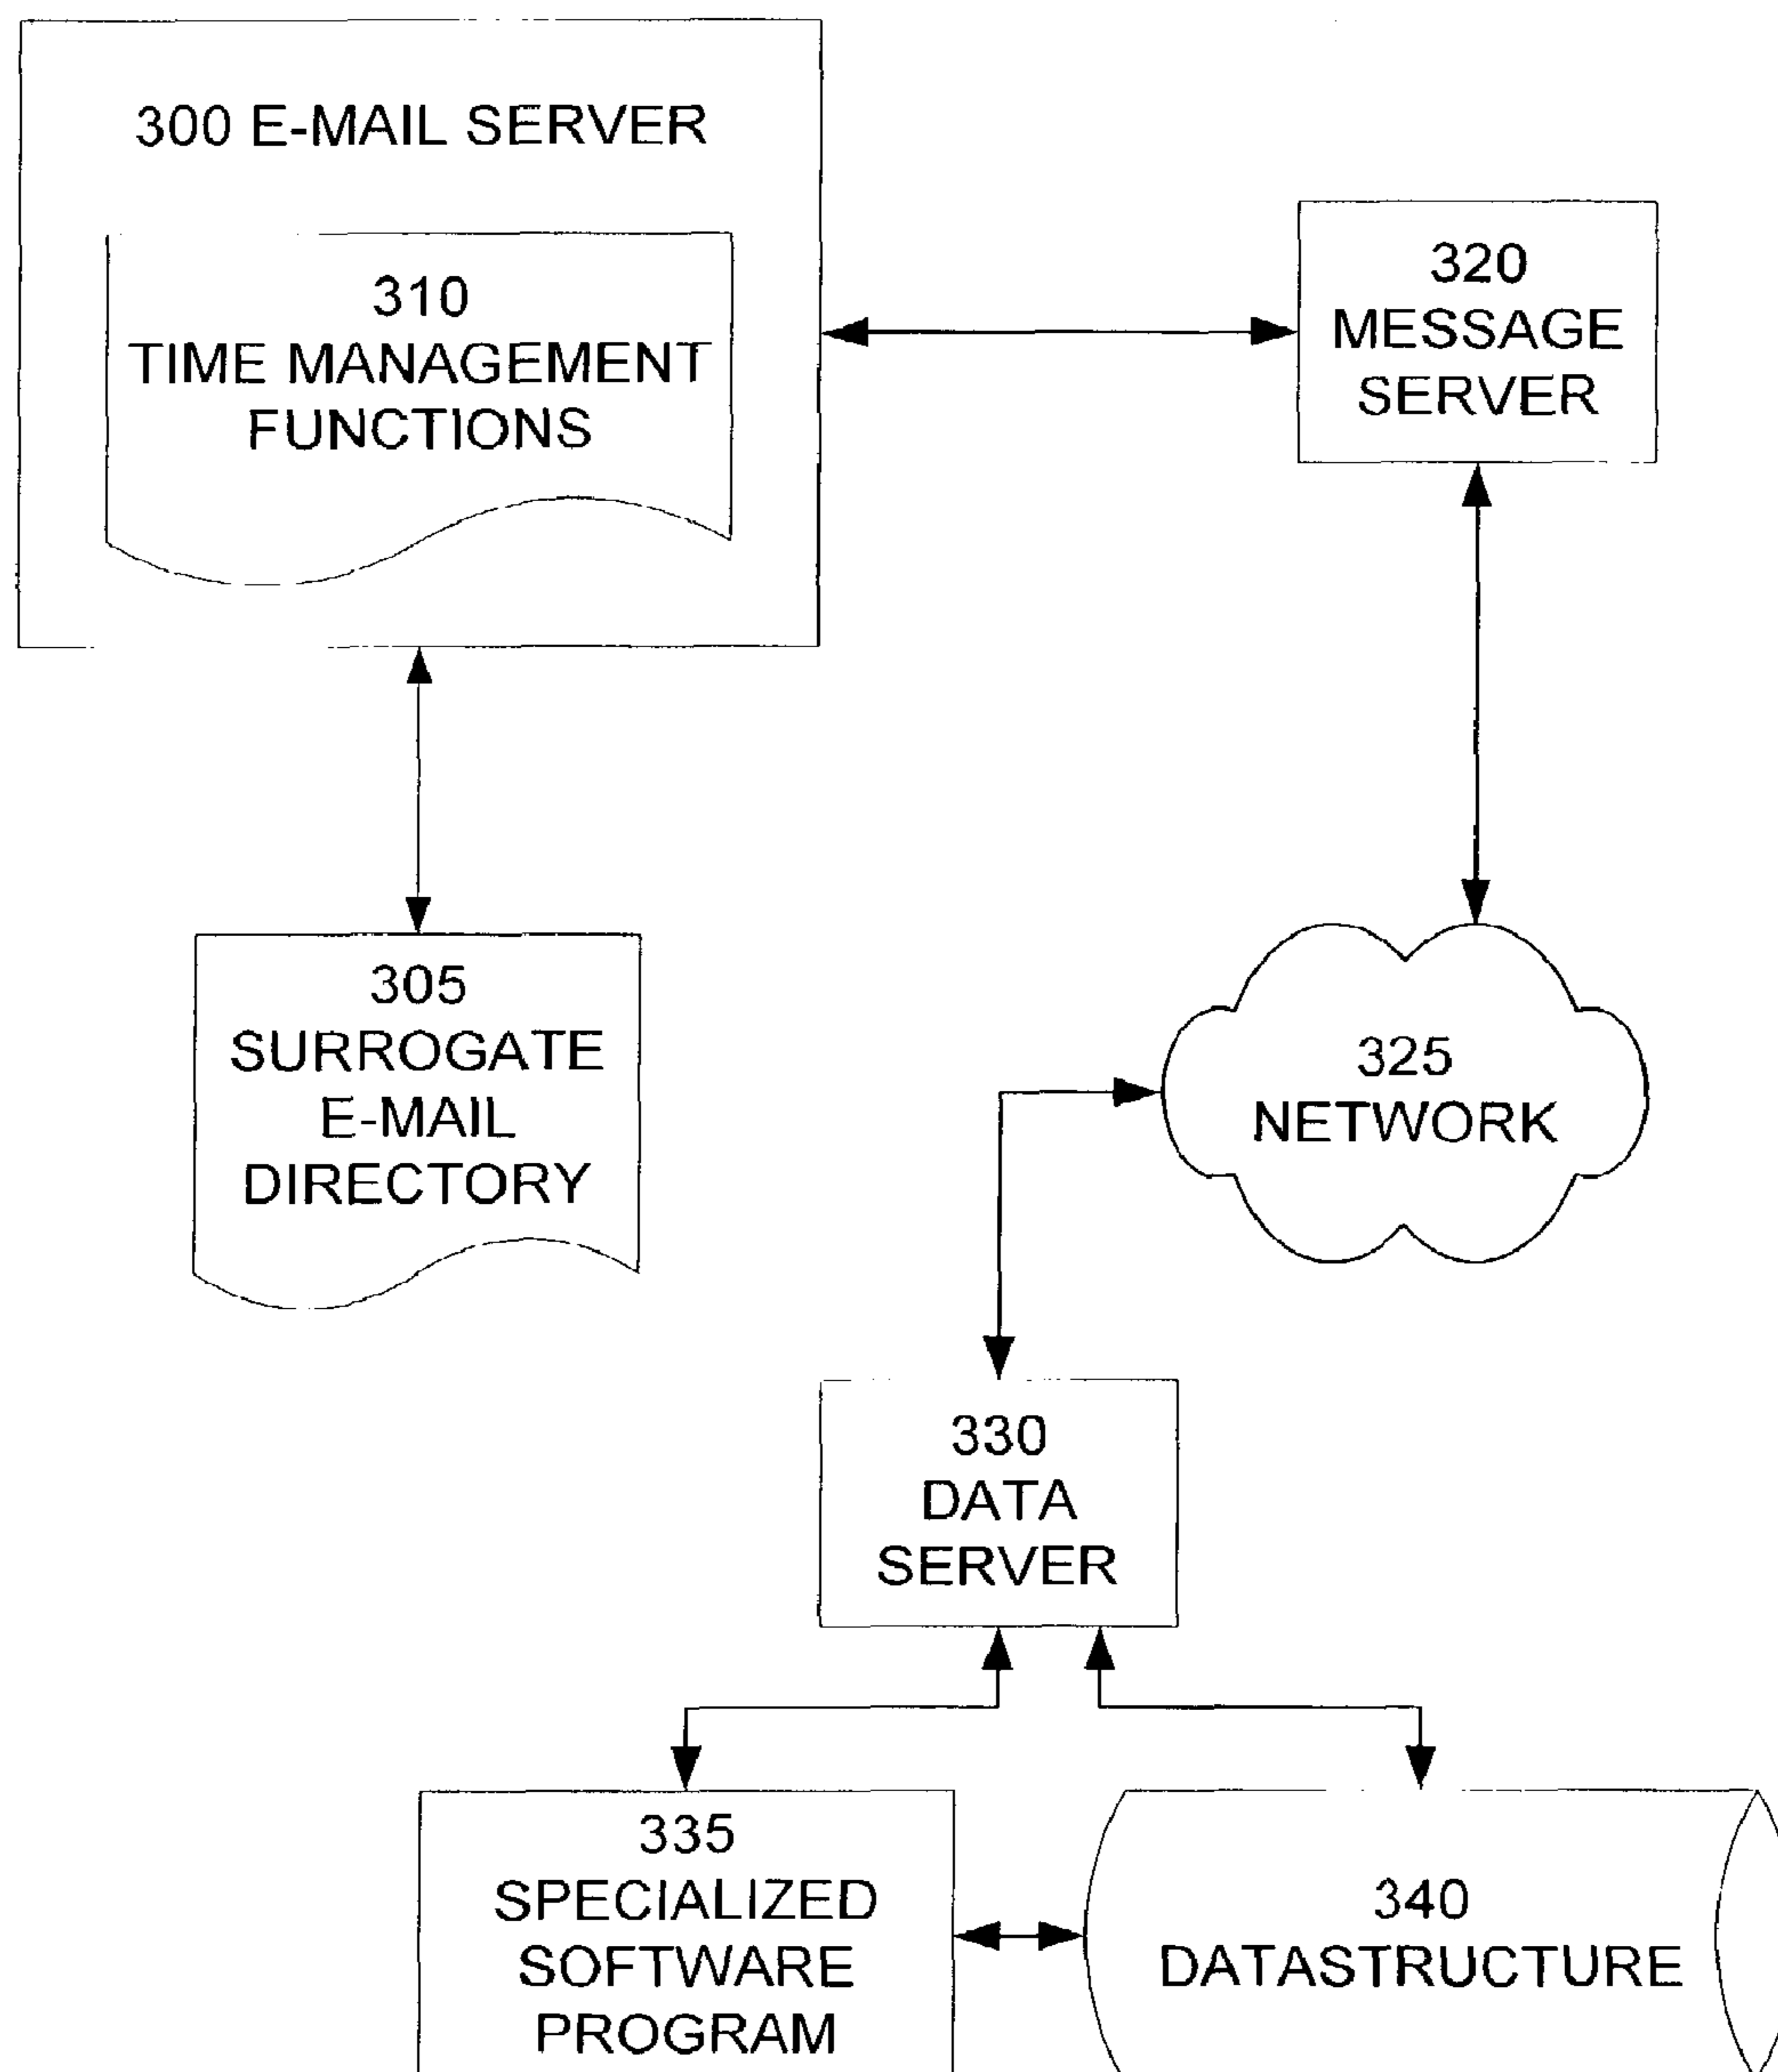 300 E-MAIL SERVER
310
TIME MANAGEMENT
FUNCTIONS
320
MESSAGE
SERVER
305
SURROGATE
E-MAIL
DIRECTORY
325
NETWORK
330
DATA
SERVER
335
SPECIALIZED
SOFTWARE
PROGRAM
340
DATASTRUCTURE